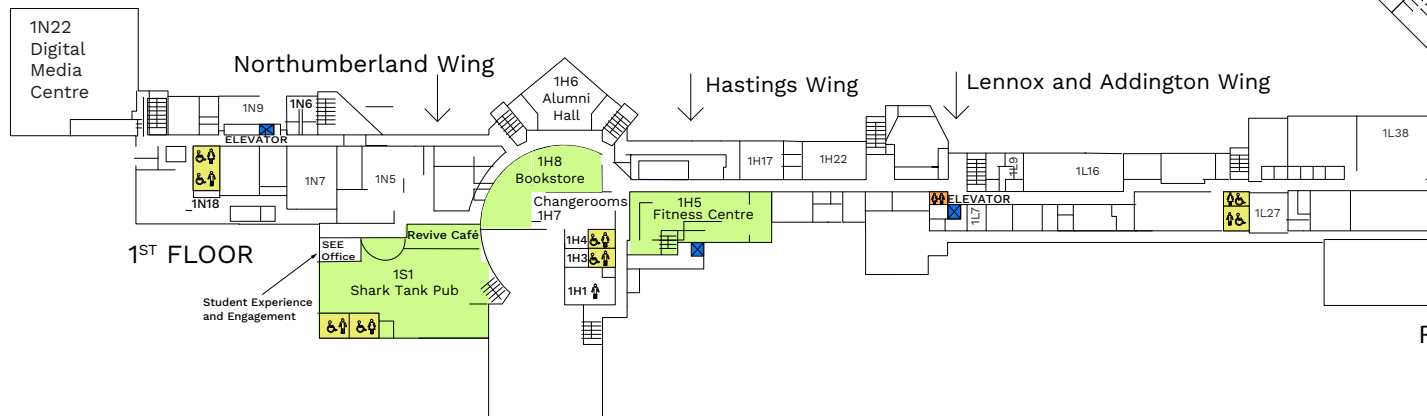 1N22
Digital
Media
Centre
Northumberland Wing
1H6
Alumni
Hall
Hastings Wing
Lennox and Addington Wing
1N9
1N6
ELEVATOR
1N7
1N5
1N18
1H8
Bookstore
Changerooms
1H7
1H17
1H22
1H5
Fitness Centre
ELEVATOR
1L9
1L16
1L38
1L7
1L27
1ST FLOOR
SEE
Office
Revive Café
1H4
1H3
1H1
1S1
Shark Tank Pub
Student Experience
and Engagement